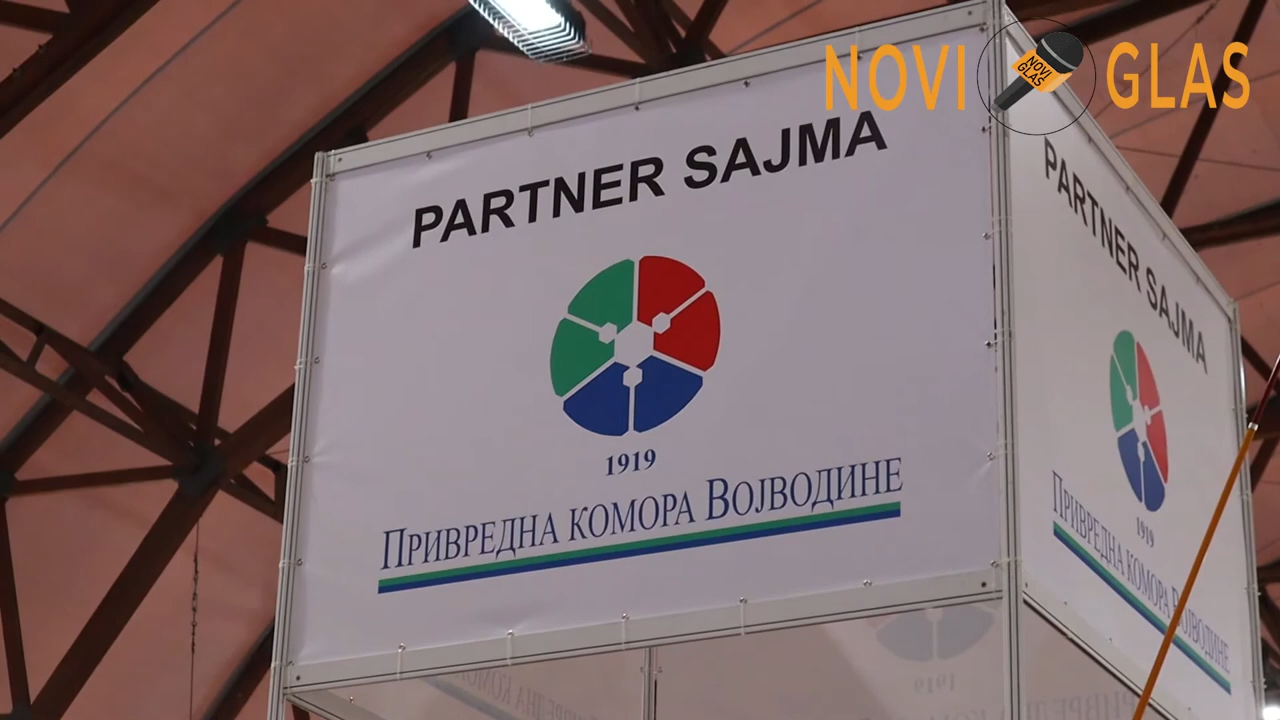 NOVI GLAS
NOVI
GLAS
PARTNER SAJMA
1919
ПРИВРЕДНА КОМОРА ВОЈВОДИНЕ
PARTNER SAJMA
1919
ПРИВРЕДНА КОМОРА ВОЈВОДИНЕ